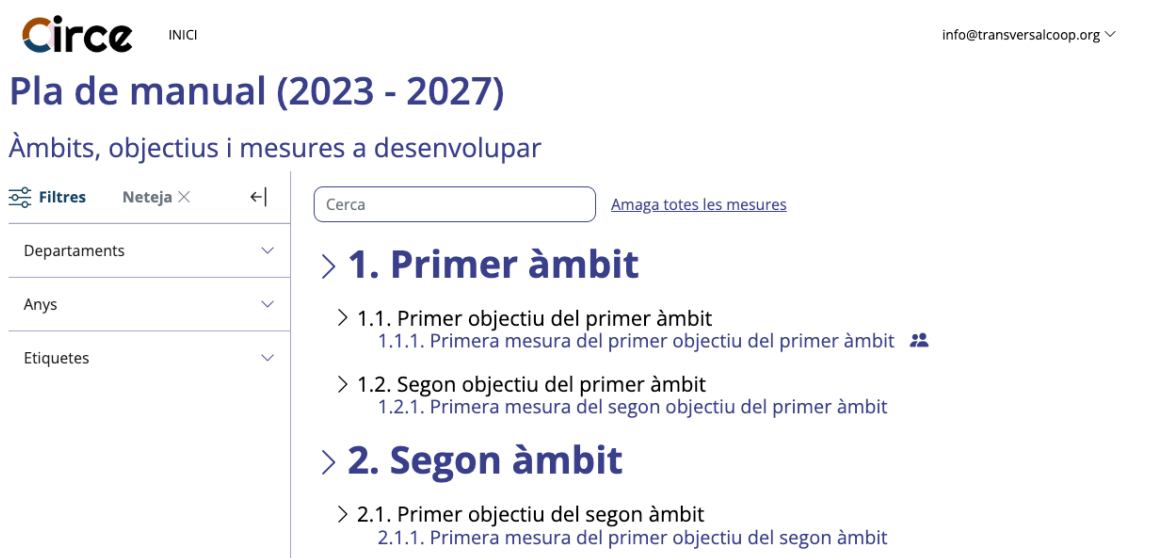 Circe
INICI
info@transversalcoop.org
Pla de manual (2023 - 2027)
Àmbits, objectius i mesures a desenvolupar
Filtres
Neteja
Departaments
Anys
Etiquetes
Cerca
Amaga totes les mesures
1. Primer àmbit
1.1. Primer objectiu del primer àmbit
1.1.1. Primera mesura del primer objectiu del primer àmbit
1.2. Segon objectiu del primer àmbit
1.2.1. Primera mesura del segon objectiu del primer àmbit
2. Segon àmbit
2.1. Primer objectiu del segon àmbit
2.1.1. Primera mesura del primer objectiu del segon àmbit